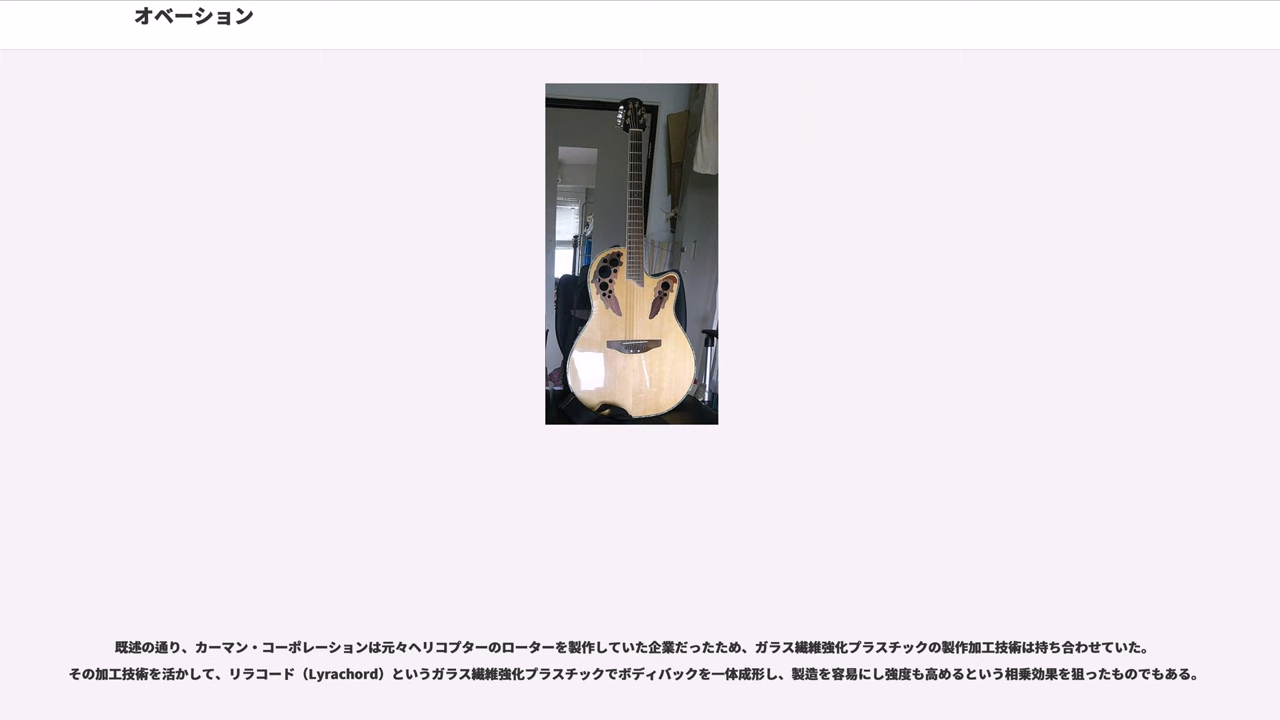 オベーション
既述の通り、カーマン・コーポレーションは元々ヘリコプターのローターを製作していた企業だったため、ガラス繊維強化プラスチックの製作加工技術は持ち合わせていた。
その加工技術を活かして、リラコード（Lyrachord）というガラス繊維強化プラスチックでボディバックを一体成形し、製造を容易にし強度も高めるという相乗効果を狙ったものでもある。